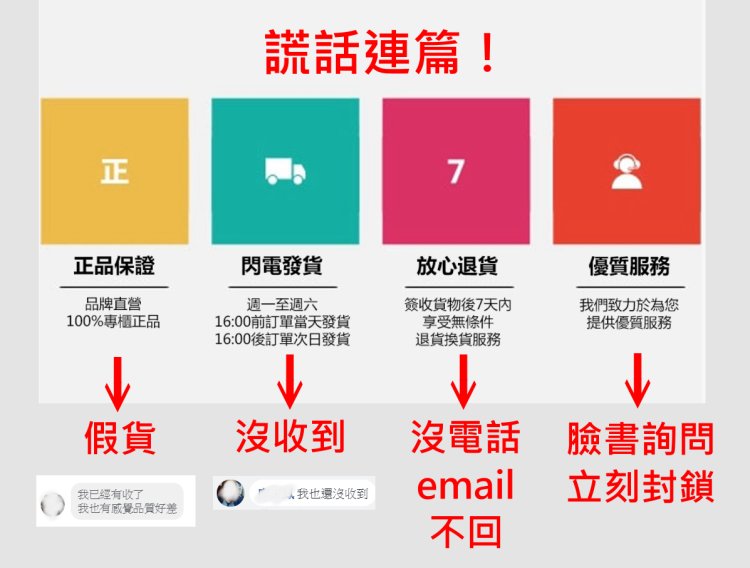 謊話連篇！
正
7
正品保證
閃電發貨
放心退貨
優質服務
品牌直營
100%專櫃正品
週一至週六
16:00前訂單當天發貨
16:00後訂單次日發貨
簽收貨物後7天內
享受無條件
退貨換貨服務
我們致力於為您
提供優質服務
假貨
沒收到
沒電話
email
不回
臉書詢問
立刻封鎖
我已經有收了
我也有感覺品質好差
我也還沒收到